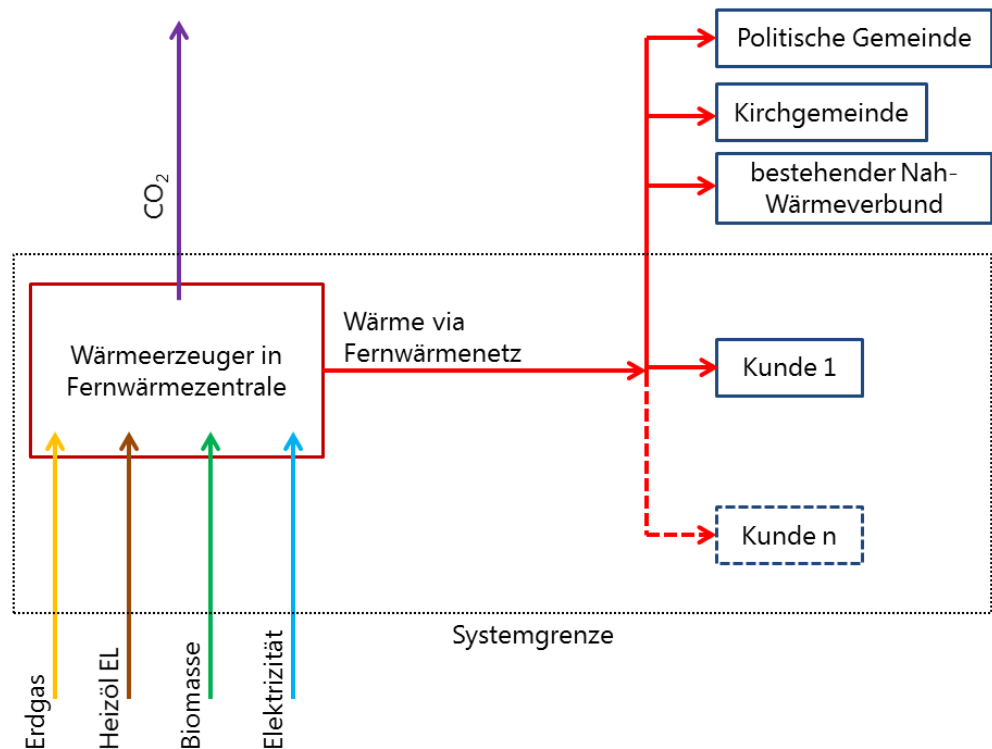 Politische Gemeinde
Kirchgemeinde
bestehender Nah-
Wärmeverbund
CO₂
Wärmeerzeuger in
Fernwärmezentrale
Wärme via
Fernwärmenetz
Kunde 1
Kunde n
Systemgrenze
Erdgas
Heizöl EL
Biomasse
Elektrizität